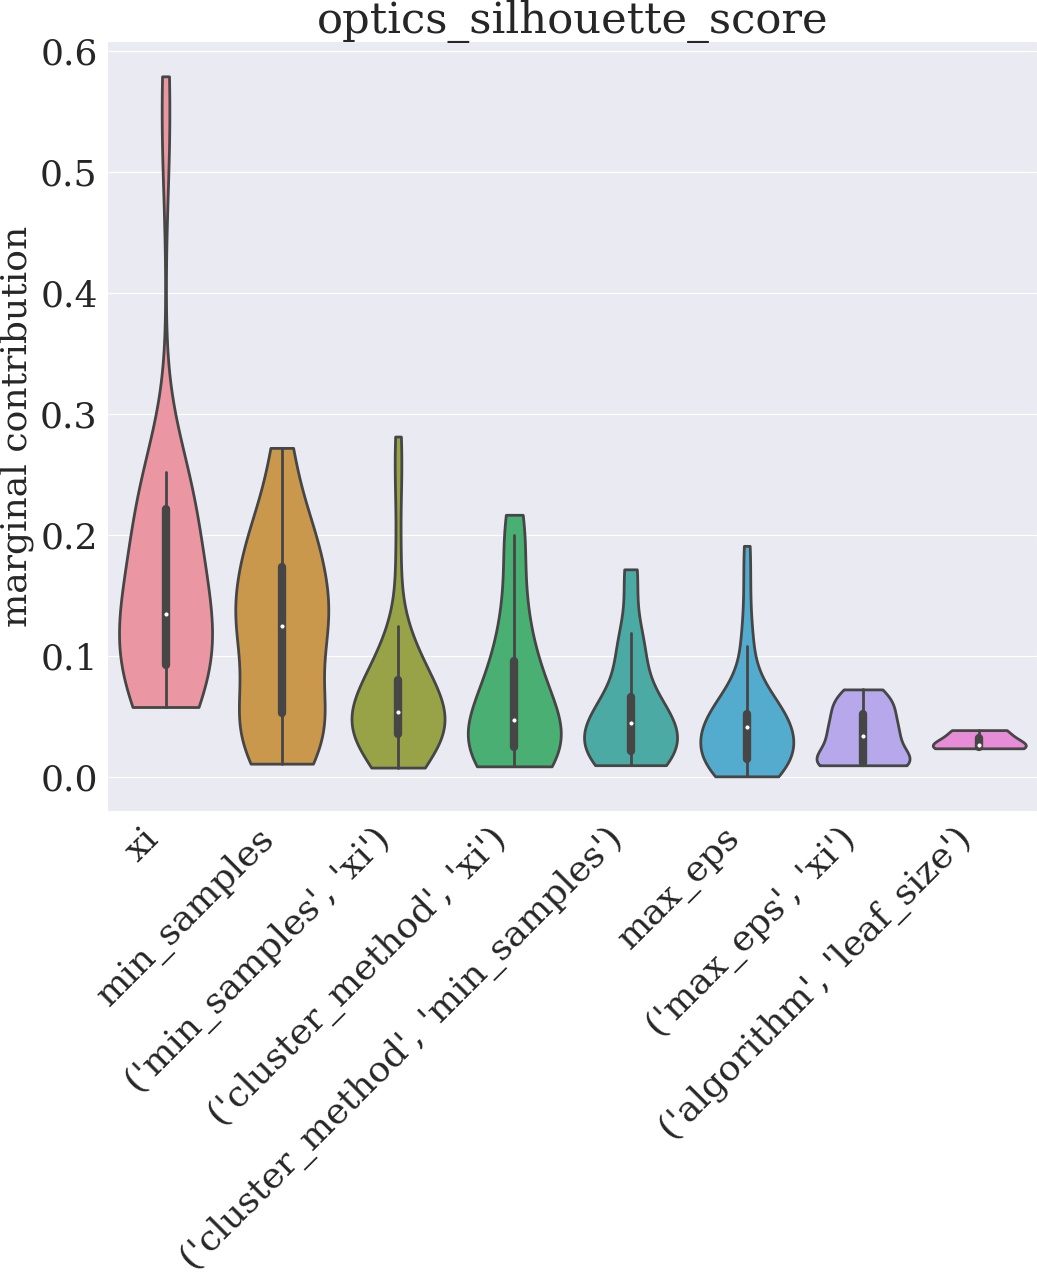 optics_silhouette_score
marginal contribution
0.6
0.5
0.4
0.3
0.2
0.1
0.0
xi
min_samples
('min_samples', 'xi')
('cluster_method', 'xi')
('cluster_method', 'min_samples')
max_eps
('max_eps', 'xi')
('algorithm', 'leaf_size')